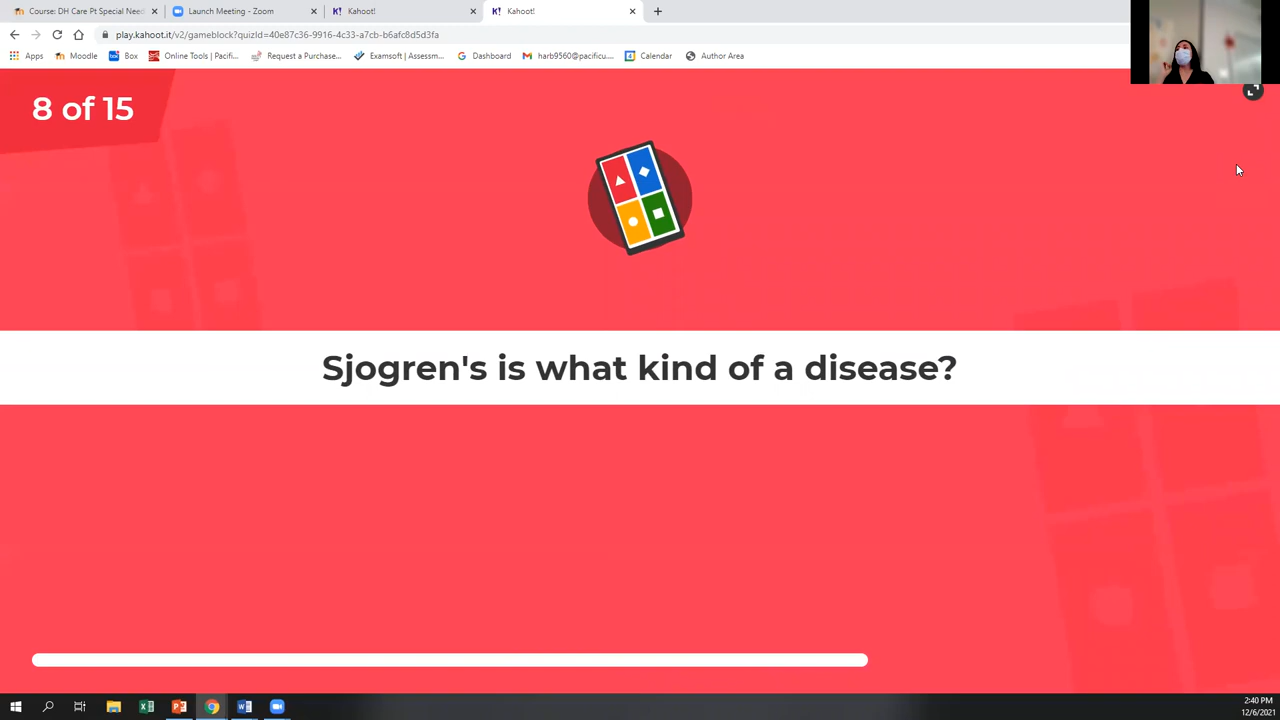 Course: DH Care Pt Special Need
Launch Meeting - Zoom
K! Kahoot!
K! Kahoot!
play.kahoot.it/v2/gameblock?quizId=40e87c36-9916-4c33-a7cb-b6afc8d5d3fa
Apps
Moodle
Box
Online Tools | Pacifi...
Request a Purchase...
Examsoft | Assessm...
Dashboard
harb9560@pacificu....
Calendar
Author Area
8 of 15
Sjogren's is what kind of a disease?
2:40 PM
12/6/2021